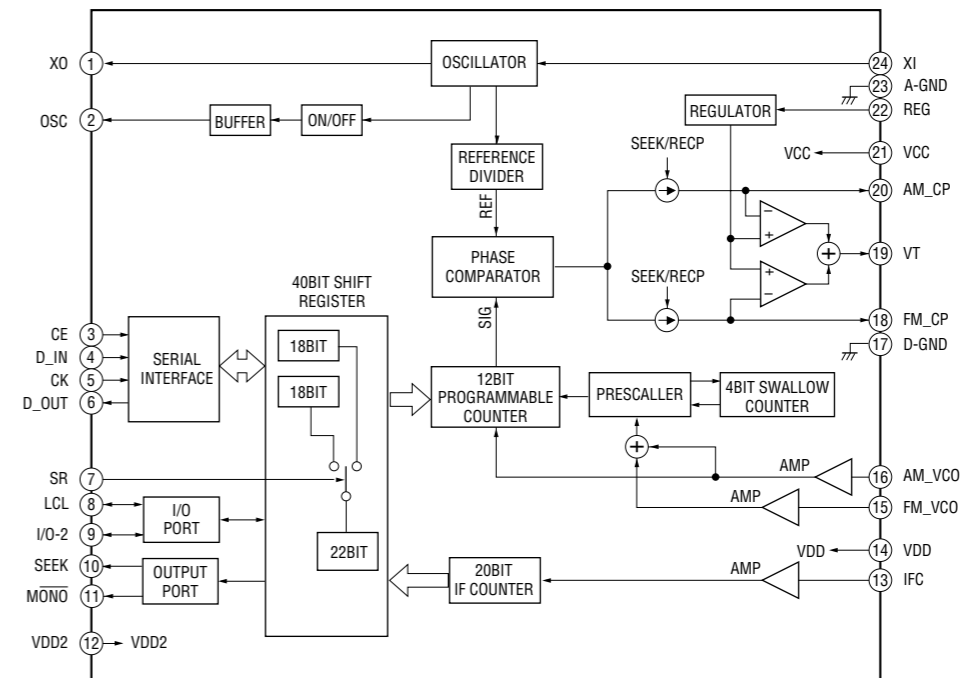 XO
1
OSCILLATOR
24
XI
23
A-GND
OSC
2
BUFFER
ON/OFF
REGULATOR
22
REG
SEEK/RECP
VCC
21
VCC
REFERENCE
DIVIDER
20
AM_CP
REF
−
+
PHASE
COMPARATOR
+
19
VT
+
−
SEEK/RECP
40BIT SHIFT
REGISTER
SIG
18
FM_CP
17
D-GND
CE
3
D_IN
4
CK
5
D_OUT
6
SERIAL
INTERFACE
18BIT
18BIT
12BIT
PROGRAMMABLE
COUNTER
PRESCALLER
4BIT SWALLOW
COUNTER
+
SR
7
AMP
16
AM_VCO
LCL
8
I/O
PORT
AMP
15
FM_VCO
I/O-2
9
22BIT
VDD
14
VDD
SEEK
10
OUTPUT
PORT
MONO
11
20BIT
IF COUNTER
AMP
13
IFC
VDD2
12
VDD2